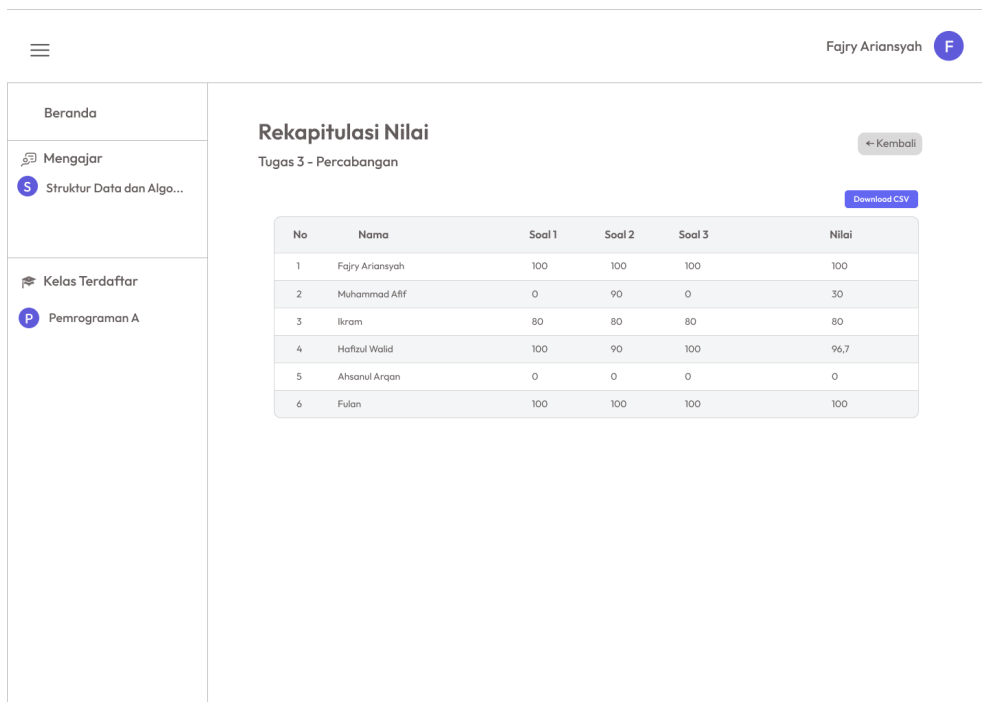 Fajry Ariansyah F
Beranda
Mengajar
S Struktur Data dan Algo...
Kelas Terdaftar
P Pemrograman A
Rekapitulasi Nilai
Tugas 3 - Percabangan
← Kembali
Download CSV
No Nama Soal 1 Soal 2 Soal 3 Nilai
1 Fajry Ariansyah 100 100 100 100
2 Muhammad Afif 0 90 0 30
3 Ikram 80 80 80 80
4 Hafizul Walid 100 90 100 96,7
5 Ahsanul Arqan 0 0 0 0
6 Fulan 100 100 100 100